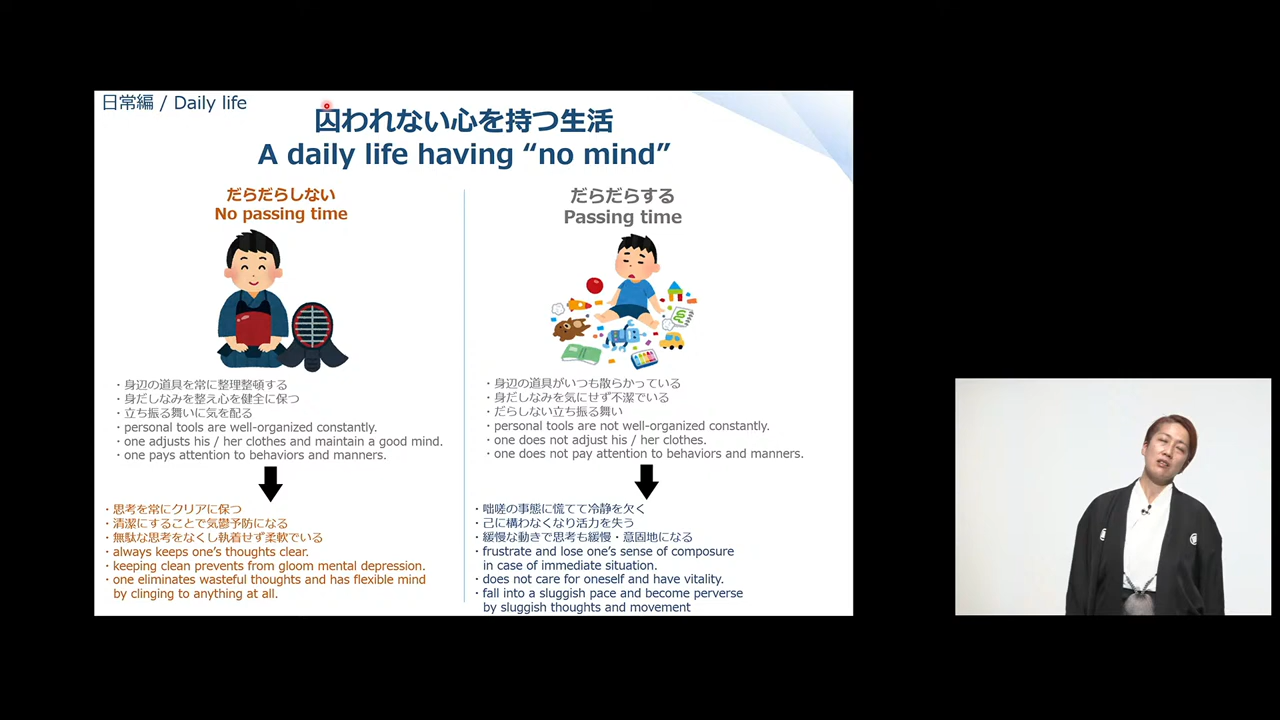 日常編 / Daily life
囚われない心を持つ生活
A daily life having “no mind”
だらだらしない
No passing time
・身辺の道具を常に整理整頓する
・身だしなみを整え心を健全に保つ
・立ち振る舞いに気を配る
・personal tools are well-organized constantly.
・one adjusts his / her clothes and maintain a good mind.
・one pays attention to behaviors and manners.
・思考を常にクリアに保つ
・清潔にすることで気鬱予防になる
・無駄な思考をなくし執着せず柔軟でいる
・always keeps one’s thoughts clear.
・keeping clean prevents from gloom mental depression.
・one eliminates wasteful thoughts and has flexible mind
by clinging to anything at all.
だらだらする
Passing time
・身辺の道具がいつも散らかっている
・身だしなみを気にせず不潔でいる
・だらしない立ち振る舞い
・personal tools are not well-organized constantly.
・one does not adjust his / her clothes.
・one does not pay attention to behaviors and manners.
・咄嗟の事態に慌てて冷静を欠く
・己に構わなくなり活力を失う
・緩慢な動きで思考も緩慢・意固地になる
・frustrate and lose one’s sense of composure
in case of immediate situation.
・does not care for oneself and have vitality.
・fall into a sluggish pace and become perverse
by sluggish thoughts and movement